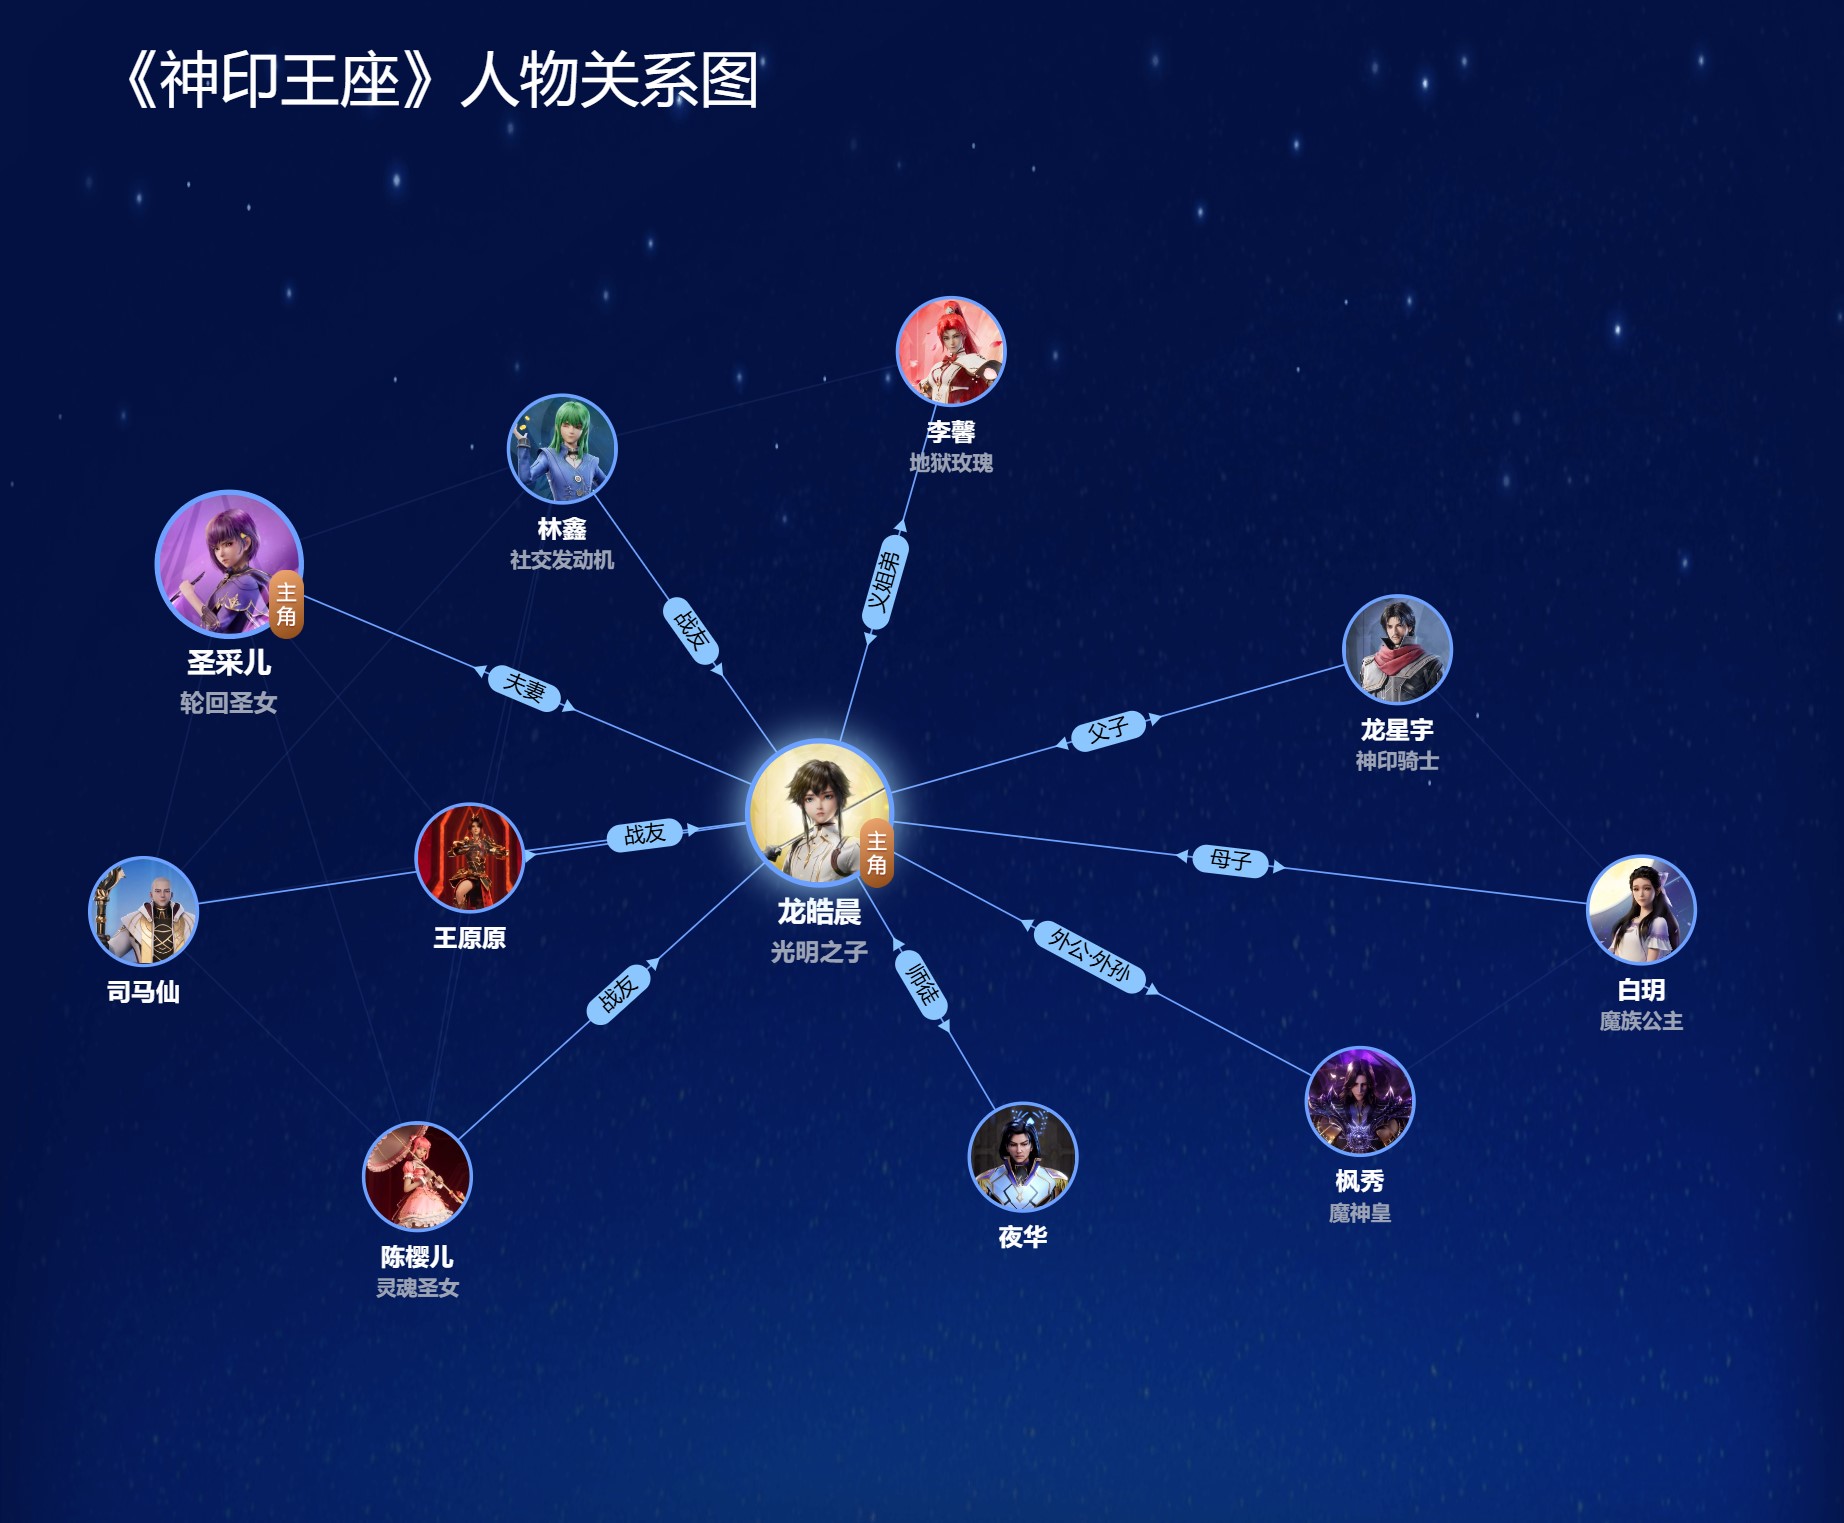 《神印王座》人物关系图
李馨
地狱玫瑰
林鑫
社交发动机
义姐弟
战友
主角
圣采儿
轮回圣女
夫妻
龙星宇
神印骑士
父子
战友
主角
母子
龙皓晨
光明之子
王原原
外公·外孙
司马仙
战友
师徒
白玥
魔族公主
枫秀
魔神皇
夜华
陈樱儿
灵魂圣女